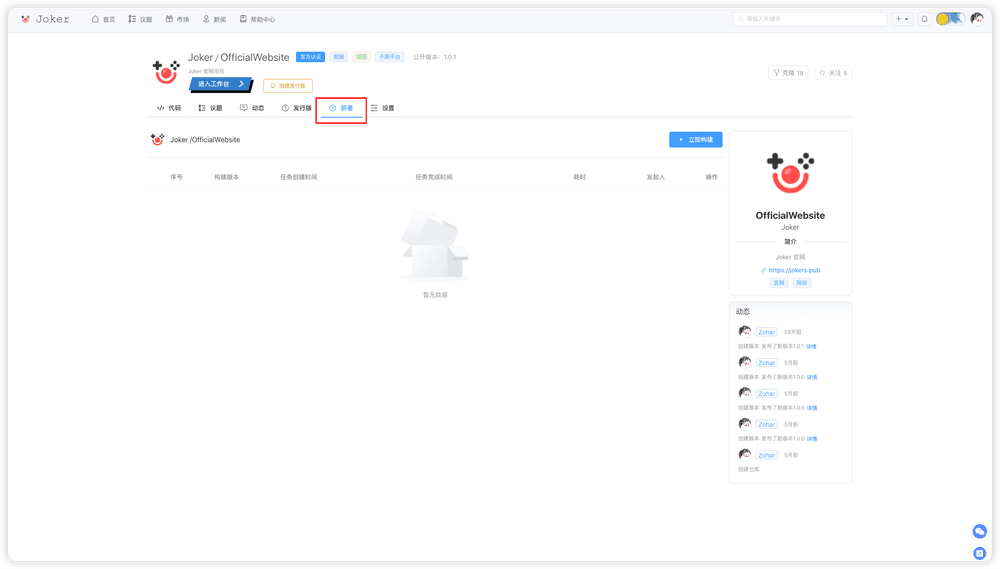 Joker 首页 议题 市场 新闻 帮助中心 请输入关键字
Joker / OfficialWebsite 官方认证 前端 顶固 不限平台 公开版本: 1.0.1
Joker 官网项目
进入工作台 创建发行版
克隆 19 关注 5
代码 议题 动态 发行版 部署 设置
Joker /OfficialWebsite 立即构建
序号 构建版本 任务创建时间 任务完成时间 耗时 发起人 操作
暂无数据
OfficialWebsite
Joker
简介
Joker 官网
https://jokers.pub
官网 网站
动态
Zohar 59天前
创建版本 发布了新版本1.0.1 详情
Zohar 5月前
创建版本 发布了新版本1.0.0 详情
Zohar 5月前
创建版本 发布了新版本1.0.0 详情
Zohar 5月前
创建版本 发布了新版本1.0.0 详情
Zohar 5月前
创建仓库